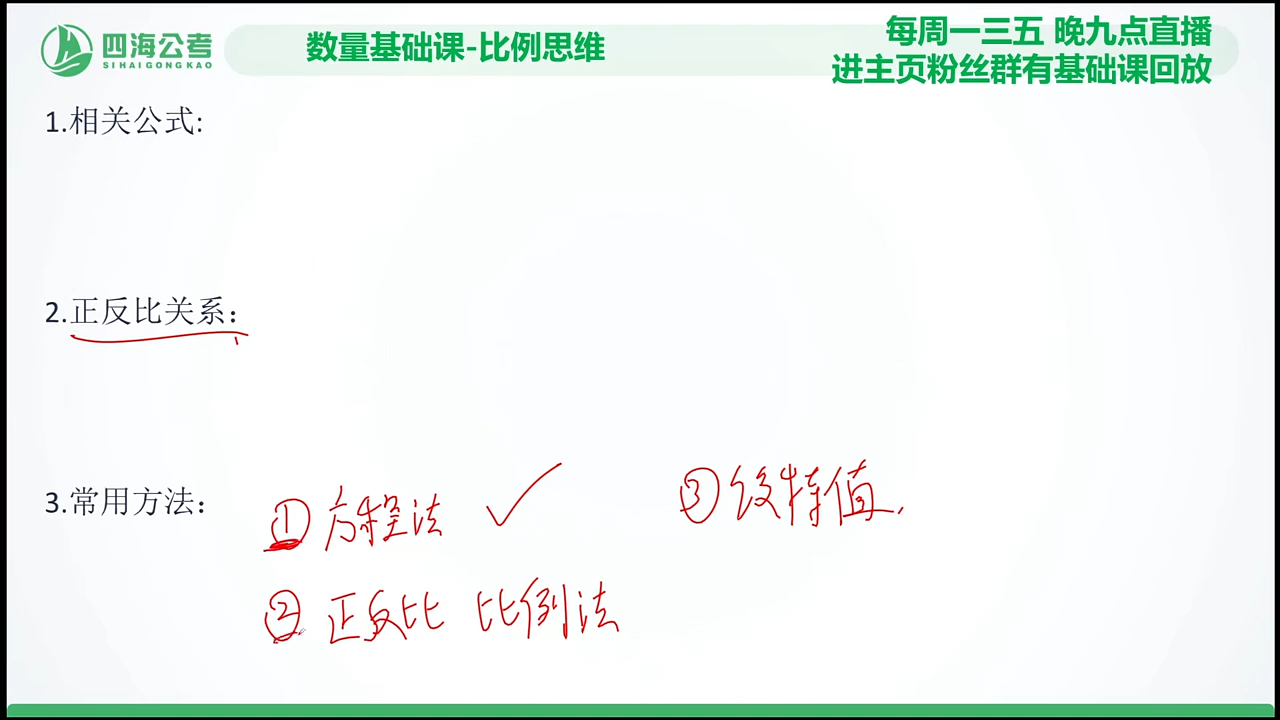 四海公考
SIHAIGONGKAO
数量基础课-比例思维
每周一三五 晚九点直播
进主页粉丝群有基础课回放
1.相关公式:
2.正反比关系：
3.常用方法：
①方程法 ✓
③设特值
②正反比 比例法